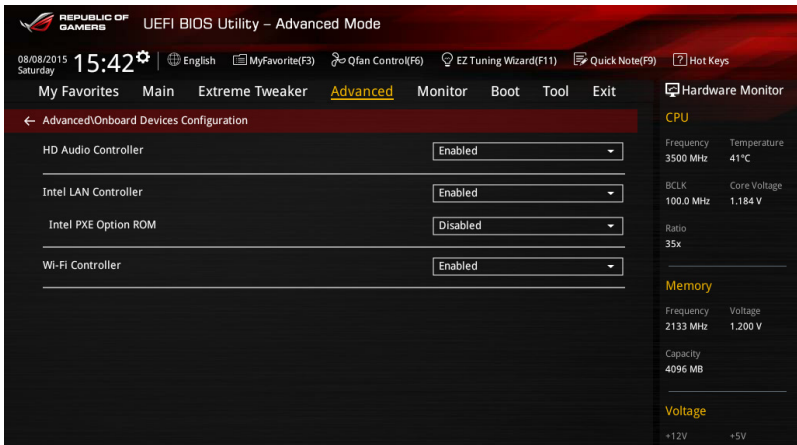 REPUBLIC OF
GAMERS
UEFI BIOS Utility – Advanced Mode
08/08/2015
Saturday
15:42
English
MyFavorite(F3)
Qfan Control(F6)
EZ Tuning Wizard(F11)
Quick Note(F9)
? Hot Keys
My Favorites Main Extreme Tweaker Advanced Monitor Boot Tool Exit
Advanced\Onboard Devices Configuration
HD Audio Controller Enabled
Intel LAN Controller Enabled
Intel PXE Option ROM Disabled
Wi-Fi Controller Enabled
Hardware Monitor
CPU
Frequency Temperature
3500 MHz 41°C
BCLK Core Voltage
100.0 MHz 1.184 V
Ratio
35x
Memory
Frequency Voltage
2133 MHz 1.200 V
Capacity
4096 MB
Voltage
+12V +5V